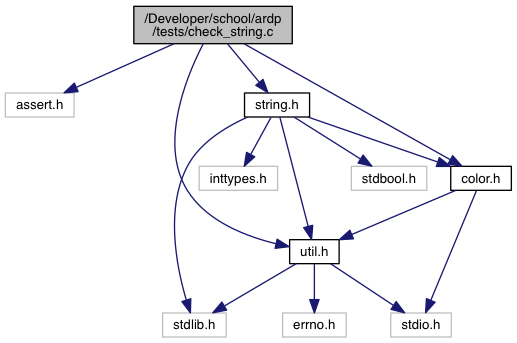 /Developer/school/ardp
/tests/check_string.c
assert.h
string.h
inttypes.h
stdbool.h
color.h
util.h
stdlib.h
errno.h
stdio.h